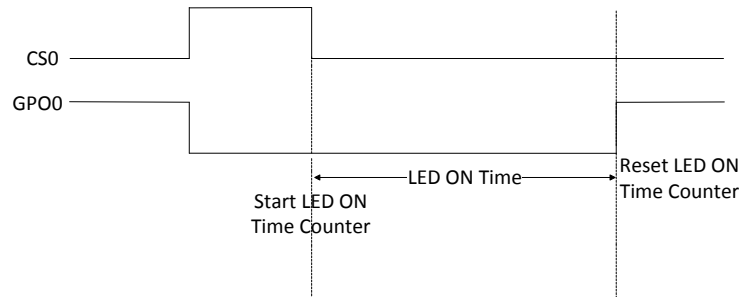 CS0
GPO0
LED ON Time
Start LED ON
Time Counter
Reset LED ON
Time Counter